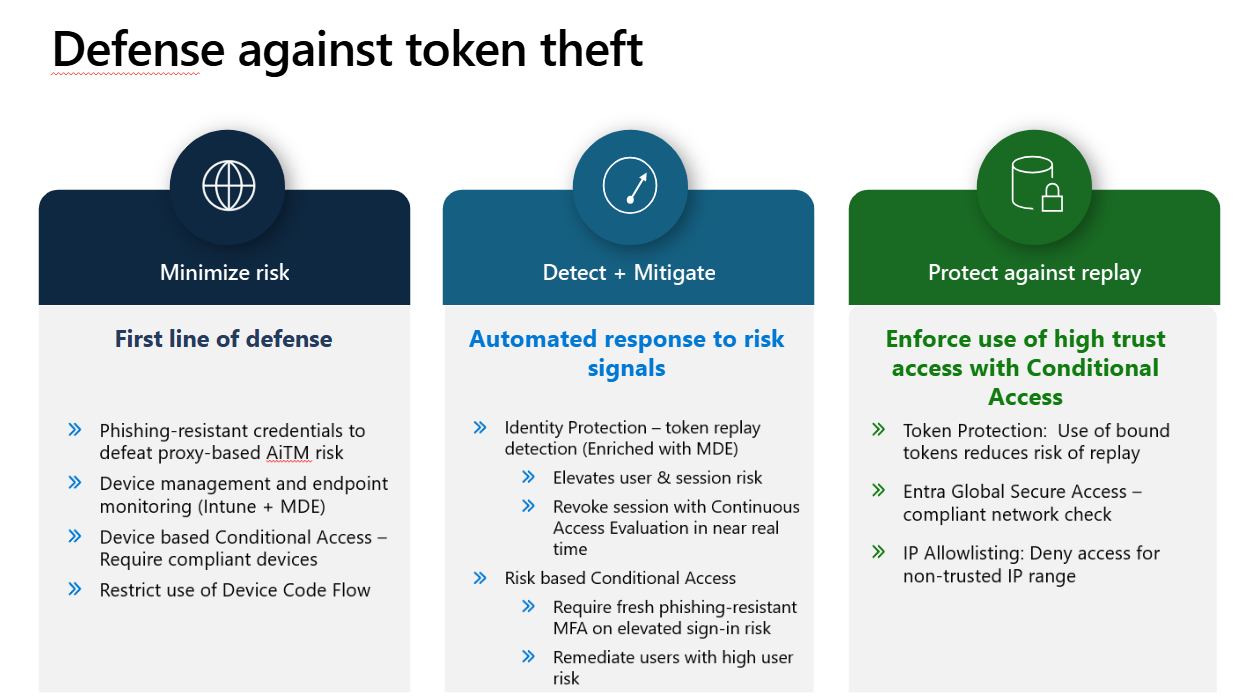 Defense against token theft
Minimize risk
First line of defense
Phishing-resistant credentials to
defeat proxy-based AiTM risk
Device management and endpoint
monitoring (Intune + MDE)
Device based Conditional Access –
Require compliant devices
Restrict use of Device Code Flow
Detect + Mitigate
Automated response to risk
signals
Identity Protection – token replay
detection (Enriched with MDE)
Elevates user & session risk
Revoke session with Continuous
Access Evaluation in near real
time
Risk based Conditional Access
Require fresh phishing-resistant
MFA on elevated sign-in risk
Remediate users with high user
risk
Protect against replay
Enforce use of high trust
access with Conditional
Access
Token Protection:  Use of bound
tokens reduces risk of replay
Entra Global Secure Access –
compliant network check
IP Allowlisting: Deny access for
non-trusted IP range